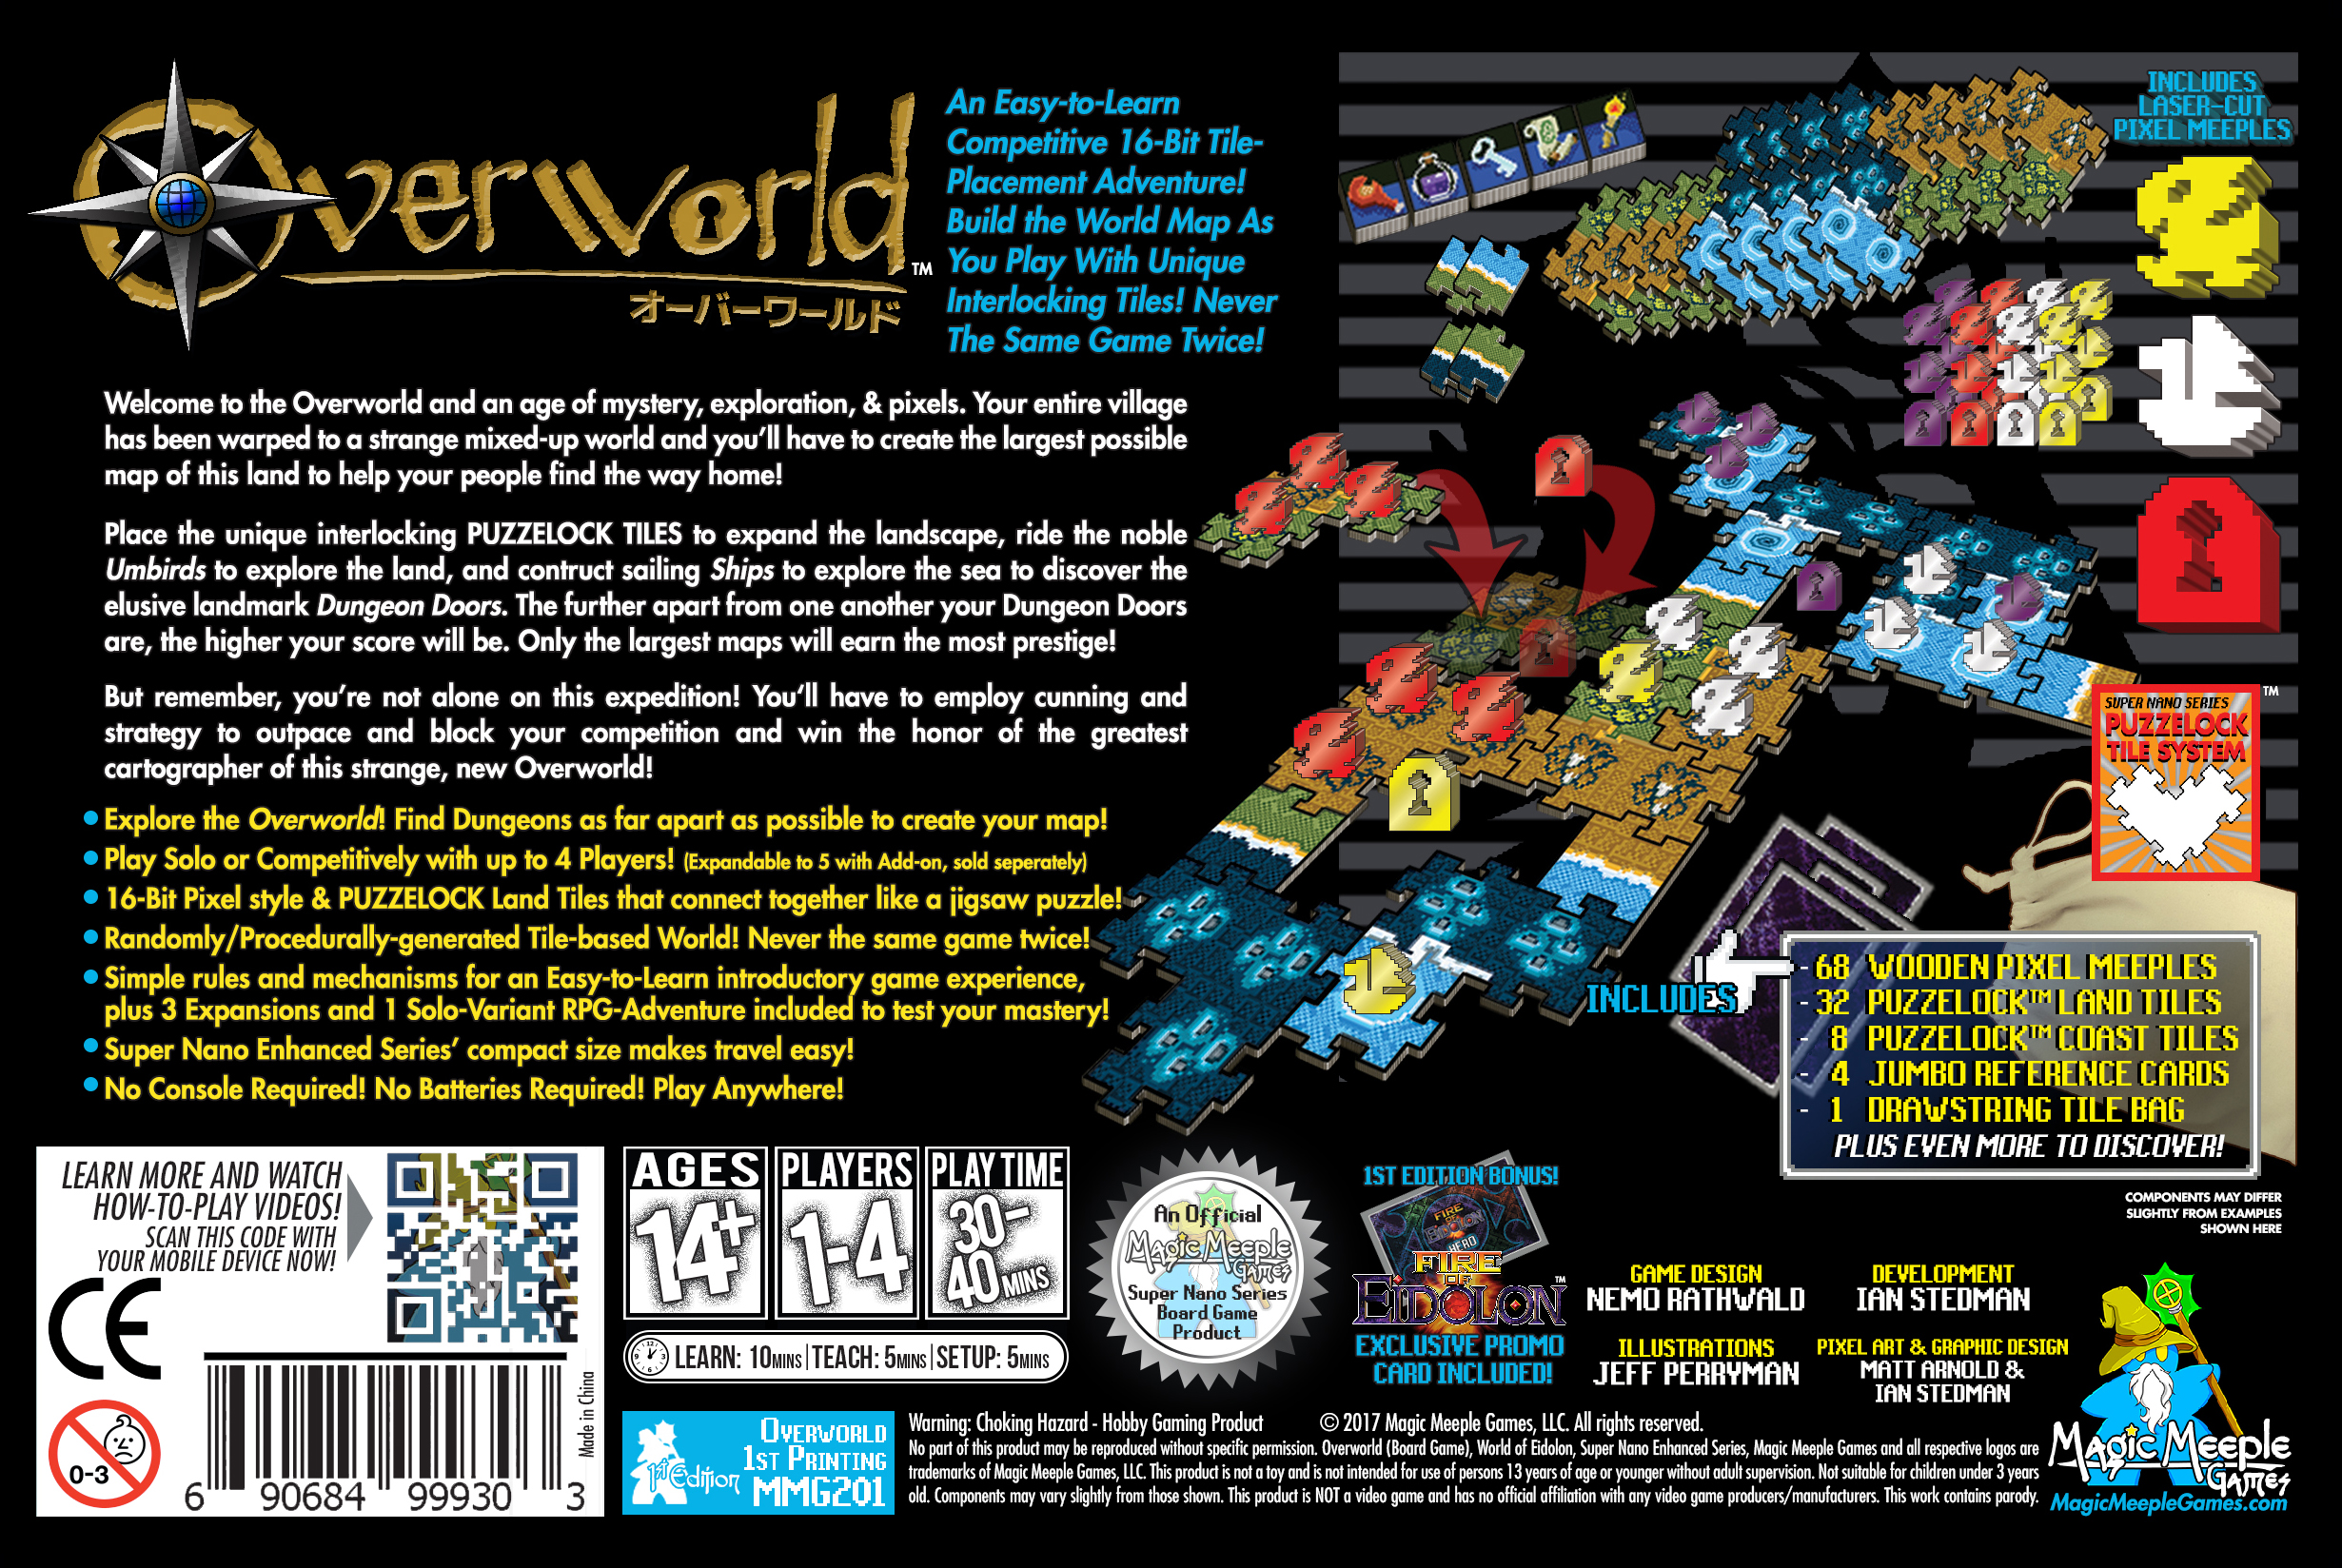 Overworld™
オーバーワールド
An Easy-to-Learn
Competitive 16-Bit Tile-
Placement Adventure!
Build the World Map As
You Play With Unique
Interlocking Tiles! Never
The Same Game Twice!
INCLUDES
LASER-CUT
PIXEL MEEPLES
Welcome to the Overworld and an age of mystery, exploration, & pixels. Your entire village
has been warped to a strange mixed-up world and you'll have to create the largest possible
map of this land to help your people find the way home!
Place the unique interlocking PUZZELOCK TILES to expand the landscape, ride the noble
Umbirds to explore the land, and contruct sailing Ships to explore the sea to discover the
elusive landmark Dungeon Doors. The further apart from one another your Dungeon Doors
are, the higher your score will be. Only the largest maps will earn the most prestige!
But remember, you're not alone on this expedition! You'll have to employ cunning and
strategy to outpace and block your competition and win the honor of the greatest
cartographer of this strange, new Overworld!
• Explore the Overworld! Find Dungeons as far apart as possible to create your map!
• Play Solo or Competitively with up to 4 Players! (Expandable to 5 with Add-on, sold seperately)
• 16-Bit Pixel style & PUZZELOCK Land Tiles that connect together like a jigsaw puzzle!
• Randomly/Procedurally-generated Tile-based World! Never the same game twice!
• Simple rules and mechanisms for an Easy-to-Learn introductory game experience,
plus 3 Expansions and 1 Solo-Variant RPG-Adventure included to test your mastery!
• Super Nano Enhanced Series' compact size makes travel easy!
• No Console Required! No Batteries Required! Play Anywhere!
SUPER NANO SERIES ™
PUZZELOCK
TILE SYSTEM
INCLUDES
- 68 WOODEN PIXEL MEEPLES
- 32 PUZZELOCK™ LAND TILES
- 8 PUZZELOCK™ COAST TILES
- 4 JUMBO REFERENCE CARDS
- 1 DRAWSTRING TILE BAG
PLUS EVEN MORE TO DISCOVER!
COMPONENTS MAY DIFFER
SLIGHTLY FROM EXAMPLES
SHOWN HERE
LEARN MORE AND WATCH
HOW-TO-PLAY VIDEOS!
SCAN THIS CODE WITH
YOUR MOBILE DEVICE NOW!
CE
0-3
6 90684 99930 3
Made in China
AGES
14+
PLAYERS
1-4
PLAY TIME
30-
40 MINS
12 3 6 9
LEARN: 10MINS | TEACH: 5MINS | SETUP: 5MINS
An Official
Magic Meeple
Games
Super Nano Series
Board Game
Product
1ST EDITION BONUS!
FIRE
OF
EIDOLON
HERO
FIRE
OF
EIDOLON™
EXCLUSIVE PROMO
CARD INCLUDED!
GAME DESIGN
NEMO RATHWALD
DEVELOPMENT
IAN STEDMAN
ILLUSTRATIONS
JEFF PERRYMAN
PIXEL ART & GRAPHIC DESIGN
MATT ARNOLD &
IAN STEDMAN
1st Edition
OVERWORLD
1ST PRINTING
MMG201
Warning: Choking Hazard - Hobby Gaming Product © 2017 Magic Meeple Games, LLC. All rights reserved.
No part of this product may be reproduced without specific permission. Overworld (Board Game), World of Eidolon, Super Nano Enhanced Series, Magic Meeple Games and all respective logos are
trademarks of Magic Meeple Games, LLC. This product is not a toy and is not intended for use of persons 13 years of age or younger without adult supervision. Not suitable for children under 3 years
old. Components may vary slightly from those shown. This product is NOT a video game and has no official affiliation with any video game producers/manufacturers. This work contains parody.
Magic Meeple
Games
MagicMeepleGames.com